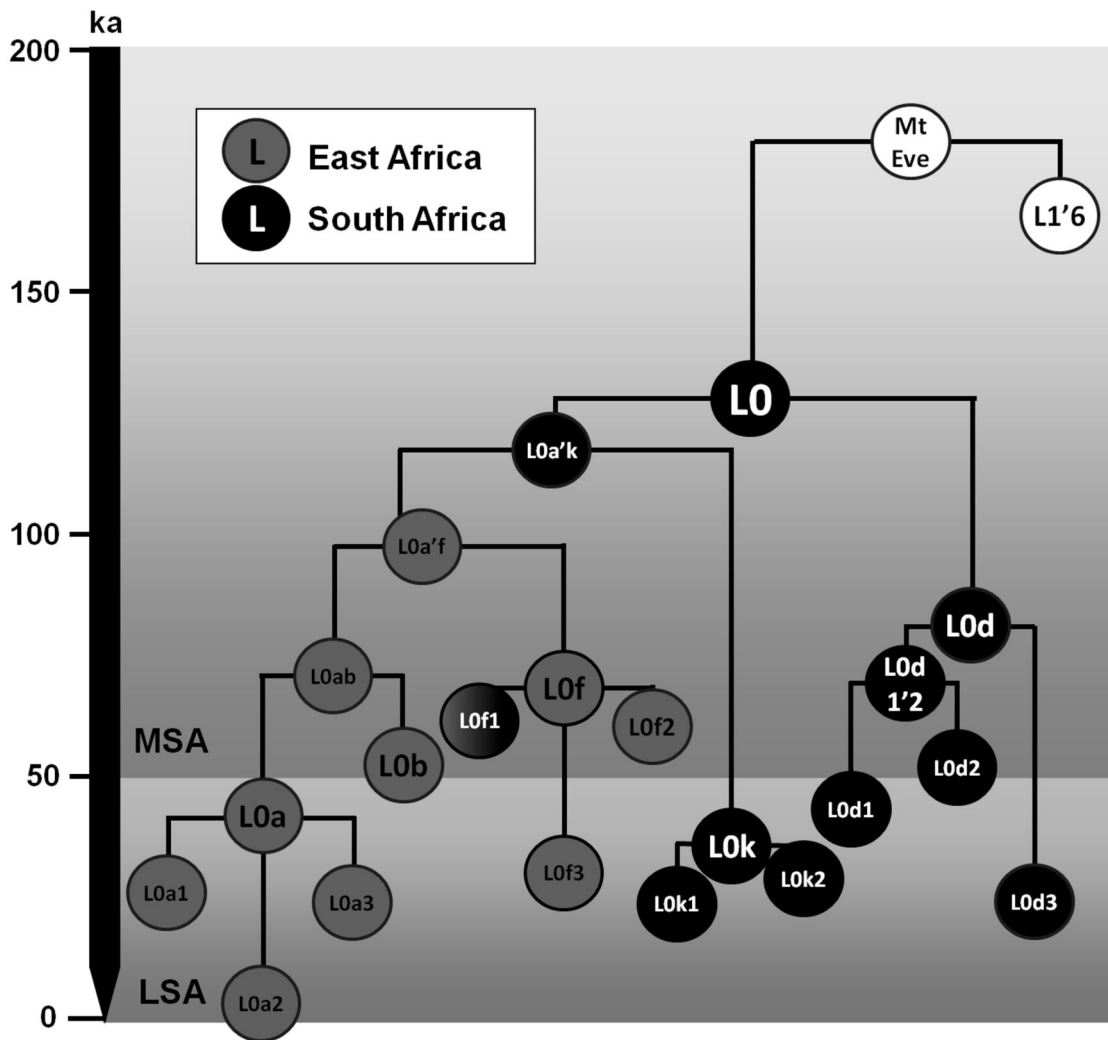 ka
200
150
100
50
0
L East Africa
L South Africa
Mt
Eve
L1'6
L0
L0a'k
L0a'f
L0d
L0ab
L0f
L0d
1'2
L0f1
L0f2
MSA
L0b
L0d2
L0a
L0d1
L0k
L0f3
L0k2
L0a1
L0a3
L0k1
L0d3
LSA
L0a2